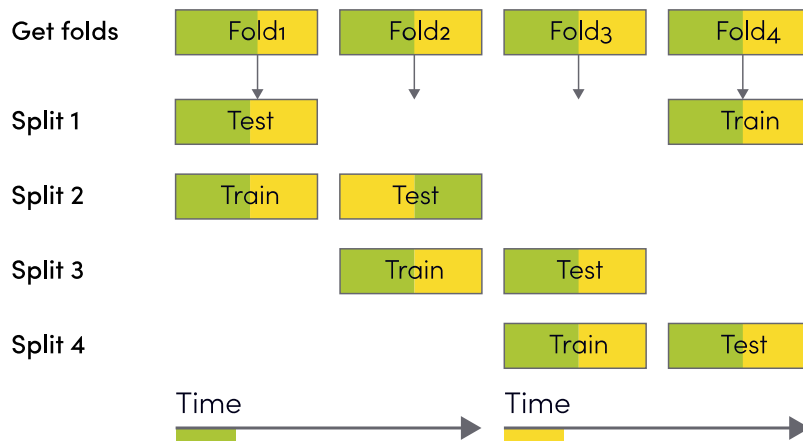 Get folds Fold1 Fold2 Fold3 Fold4
Split 1 Test Train
Split 2 Train Test
Split 3 Train Test
Split 4 Train Test
Time Time